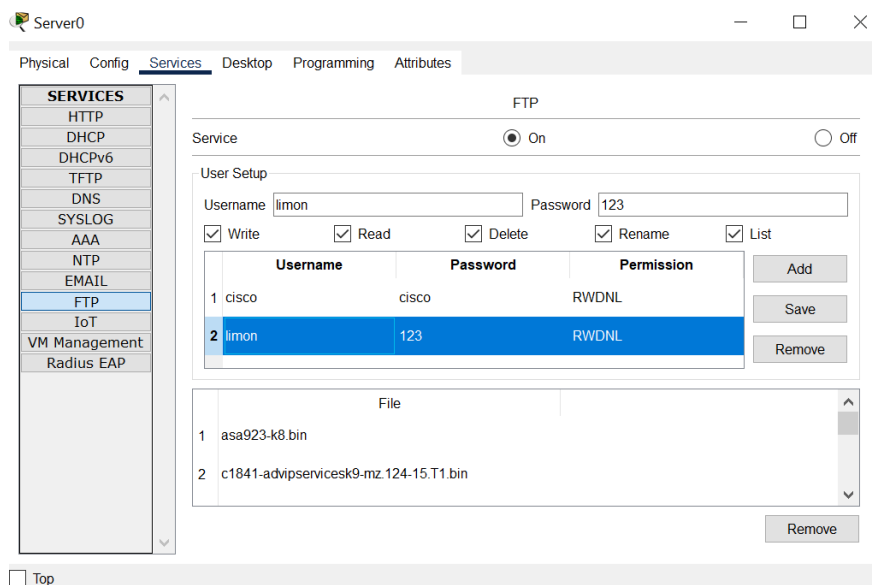 Server0
Physical Config Services Desktop Programming Attributes
SERVICES
HTTP
DHCP
DHCPv6
TFTP
DNS
SYSLOG
AAA
NTP
EMAIL
FTP
IoT
VM Management
Radius EAP
FTP
Service On Off
User Setup
Username limon Password 123
Write Read Delete Rename List
Username Password Permission
1 cisco cisco RWDNL
2 limon 123 RWDNL
Add
Save
Remove
File
1 asa923-k8.bin
2 c1841-advipservicesk9-mz.124-15.T1.bin
Remove
Top